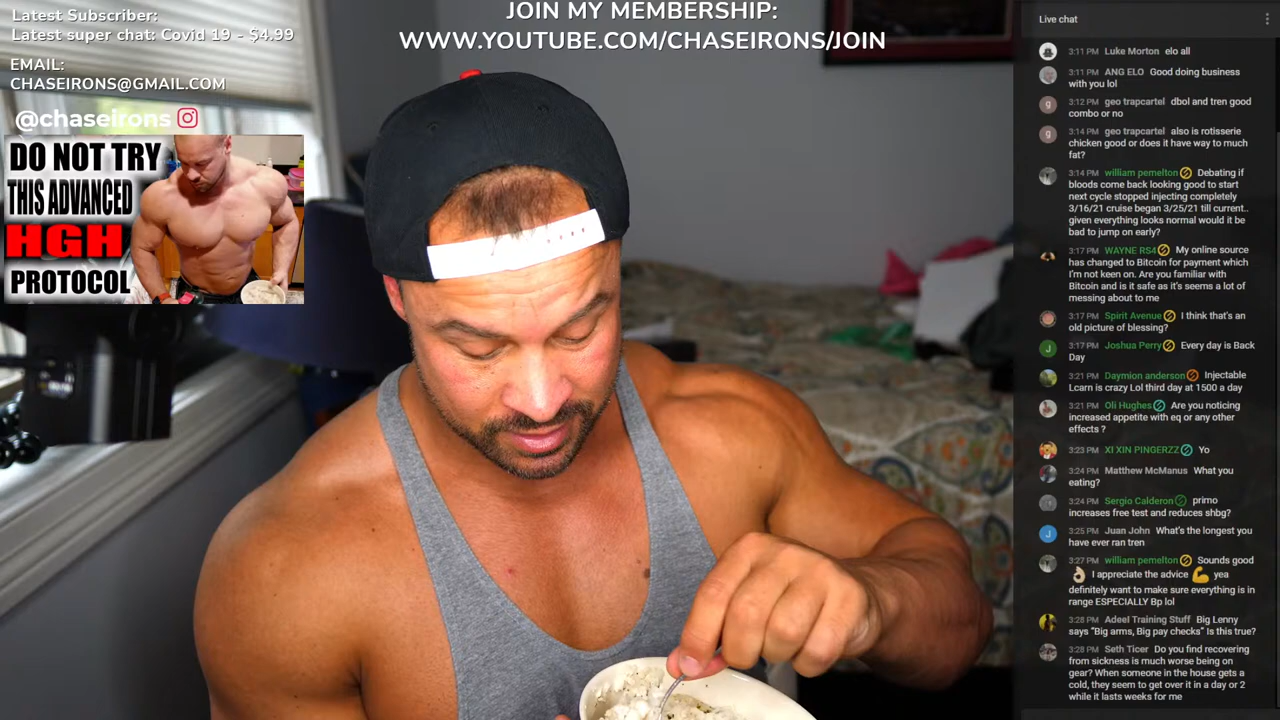 Latest Subscriber:
Latest super chat: Covid 19 - $4.99
EMAIL:
CHASEIRONS@GMAIL.COM
@chaseirons
DO NOT TRY
THIS ADVANCED
HGH
PROTOCOL
JOIN MY MEMBERSHIP:
WWW.YOUTUBE.COM/CHASEIRONS/JOIN
Live chat
3:11 PM Luke Morton elo all
3:11 PM ANG ELO Good doing business
with you lol
g 3:12 PM geo trapcartel dbol and tren good
combo or no
g 3:14 PM geo trapcartel also is rotisserie
chicken good or does it have way to much
fat?
3:14 PM william pemelton Debating if
bloods come back looking good to start
next cycle stopped injecting completely
3/16/21 cruise began 3/25/21 till current..
given everything looks normal would it be
bad to jump on early?
3:17 PM WAYNE RS4 My online source
has changed to Bitcoin for payment which
I'm not keen on. Are you familiar with
Bitcoin and is it safe as it's seems a lot of
messing about to me
3:17 PM Spirit Avenue I think that's an
old picture of blessing?
J 3:17 PM Joshua Perry Every day is Back
Day
3:21 PM Daymion anderson Injectable
Lcarn is crazy Lol third day at 1500 a day
3:21 PM Oli Hughes Are you noticing
increased appetite with eq or any other
effects ?
3:23 PM XI XIN PINGERZZ Yo
3:24 PM Matthew McManus What you
eating?
3:24 PM Sergio Calderon primo
increases free test and reduces shbg?
J 3:25 PM Juan John What's the longest you
have ever ran tren
3:27 PM william pemelton Sounds good
👌 I appreciate the advice 💪 yea
definitely want to make sure everything is in
range ESPECIALLY Bp lol
3:28 PM Adeel Training Stuff Big Lenny
says "Big arms, Big pay checks" Is this true?
3:28 PM Seth Ticer Do you find recovering
from sickness is much worse being on
gear? When someone in the house gets a
cold, they seem to get over it in a day or 2
while it lasts weeks for me